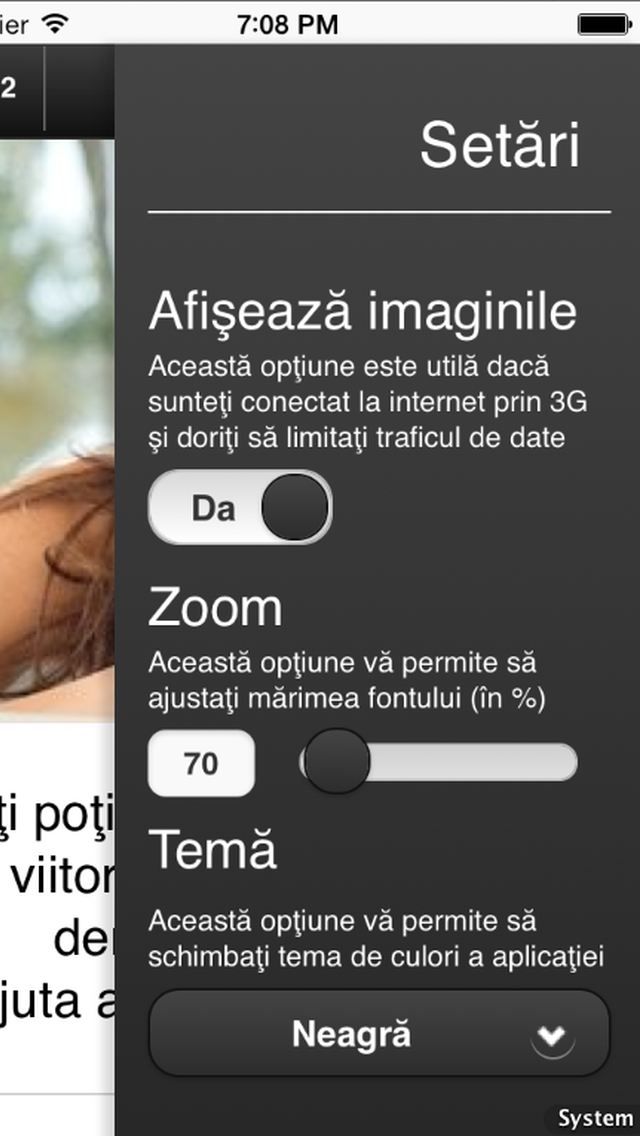 ier 7:08 PM
2
Setări
Afişează imaginile
Această opţiune este utilă dacă
sunteţi conectat la internet prin 3G
şi doriţi să limitaţi traficul de date
Da
Zoom
Această opţiune vă permite să
ajustaţi mărimea fontului (în %)
70
Temă
Această opţiune vă permite să
schimbaţi tema de culori a aplicaţiei
Neagră
ţi poţi
viitor
der
juta a
System